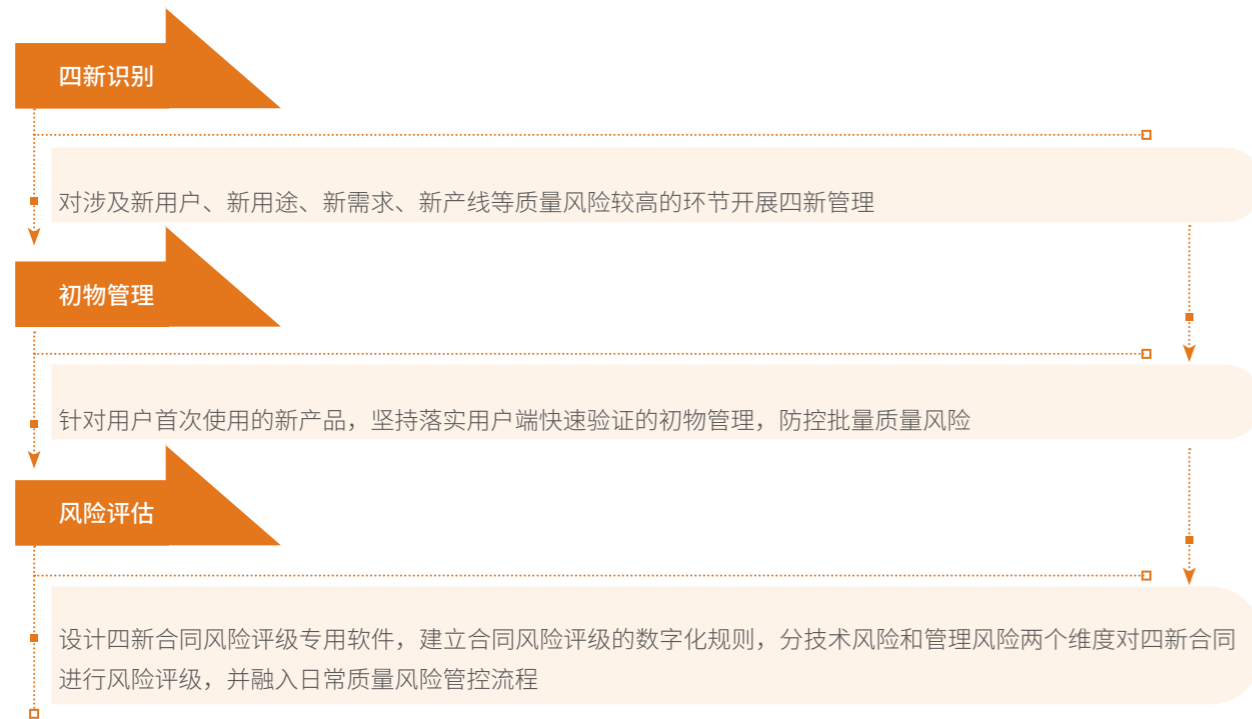 四新识别
对涉及新用户、新用途、新需求、新产线等质量风险较高的环节开展四新管理
初物管理
针对用户首次使用的新产品，坚持落实用户端快速验证的初物管理，防控批量质量风险
风险评估
设计四新合同风险评级专用软件，建立合同风险评级的数字化规则，分技术风险和管理风险两个维度对四新合同
进行风险评级，并融入日常质量风险管控流程